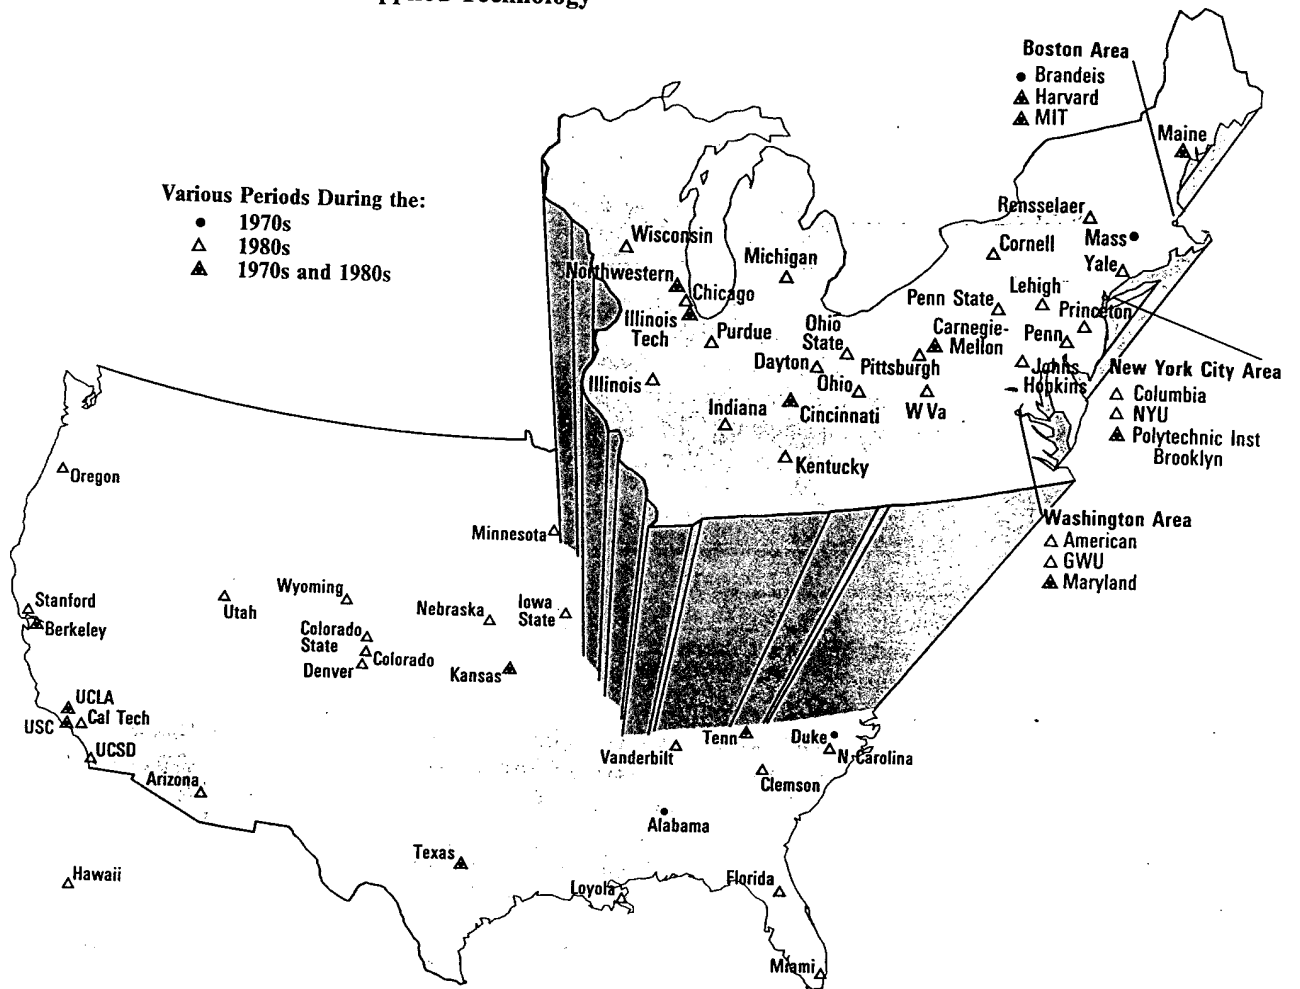 Technology
Boston Area
Brandeis
Harvard
MIT
Maine
Various Periods During the:
1970s
1980s
1970s and 1980s
Rensselaer
Wisconsin
Cornell
Mass
Michigan
Yale
Northwestern
Chicago
Lehigh
Penn State
Princeton
Illinois
Tech
Purdue
Ohio
State
Carnegie-
Mellon
Penn
Dayton
Pittsburgh
Johns
Hopkins
New York City Area
Columbia
NYU
Polytechnic Inst
Brooklyn
Illinois
Ohio
Indiana
Cincinnati
W Va
Kentucky
Oregon
Minnesota
Washington Area
American
GWU
Maryland
Stanford
Berkeley
Utah
Wyoming
Nebraska
Iowa
State
Colorado
State
Colorado
Denver
Kansas
UCLA
USC
Cal Tech
UCSD
Arizona
Vanderbilt
Tenn
Duke
N Carolina
Clemson
Alabama
Texas
Hawaii
Loyola
Florida
Miami